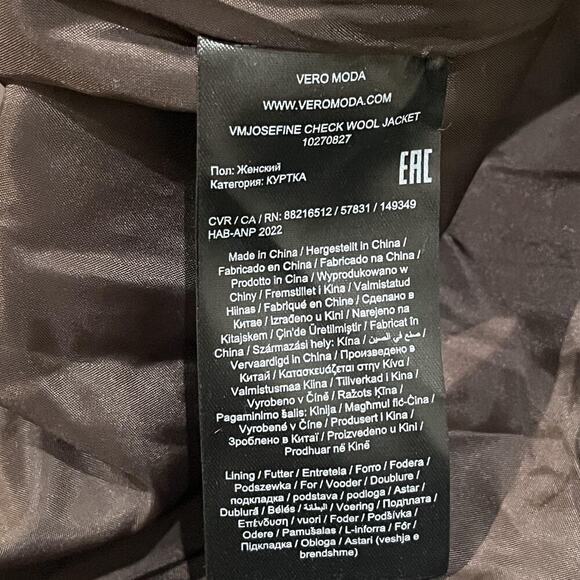 VERO MODA
WWW.VEROMODA.COM
VMJOSEFINE CHECK WOOL JACKET
10270827
Пол: Женский
Категория: КУРТКА
EAC
CVR / CA / RN: 88216512 / 57831 / 149349
HAB-ANP 2022
Made in China / Hergestellt in China /
Fabricado en China / Fabricado na China /
Prodotto in Cina / Wyprodukowano w
Chiny / Fremstillet i Kina / Valmistatud
Hiinas / Fabriqué en Chine / Сделано в
Китае / Izrađeno u Kini / Narejeno na
Kitajskem / Çin'de Üretilmiştir / Fabricat în
China / Származási hely: Kína / صنع في الصين /
Vervaardigd in China / Произведено в
Китай / Κατασκευάζεται στην Κίνα /
Valmistusmaa Kiina / Tillverkad i Kina /
Vyrobeno v Číně / Ražots Ķīna /
Pagaminimo šalis: Kinija / Magħmul fiċ-Ċina /
Vyrobené v Číne / Produsert i Kina /
Зроблено в Китаї / Proizvedeno u Kini /
Prodhuar në Kinë
Lining / Futter / Entretela / Forro / Fodera /
Podszewka / For / Vooder / Doublure /
подкладка / podstava / podloga / Astar /
Dublură / Bélés / البطانة / Voering / Подплата /
Επένδυση / vuori / Foder / Podšívka /
Odere / Pamušalas / L-inforra / Fôr /
Підкладка / Obloga / Astari (veshja e
brendshme)